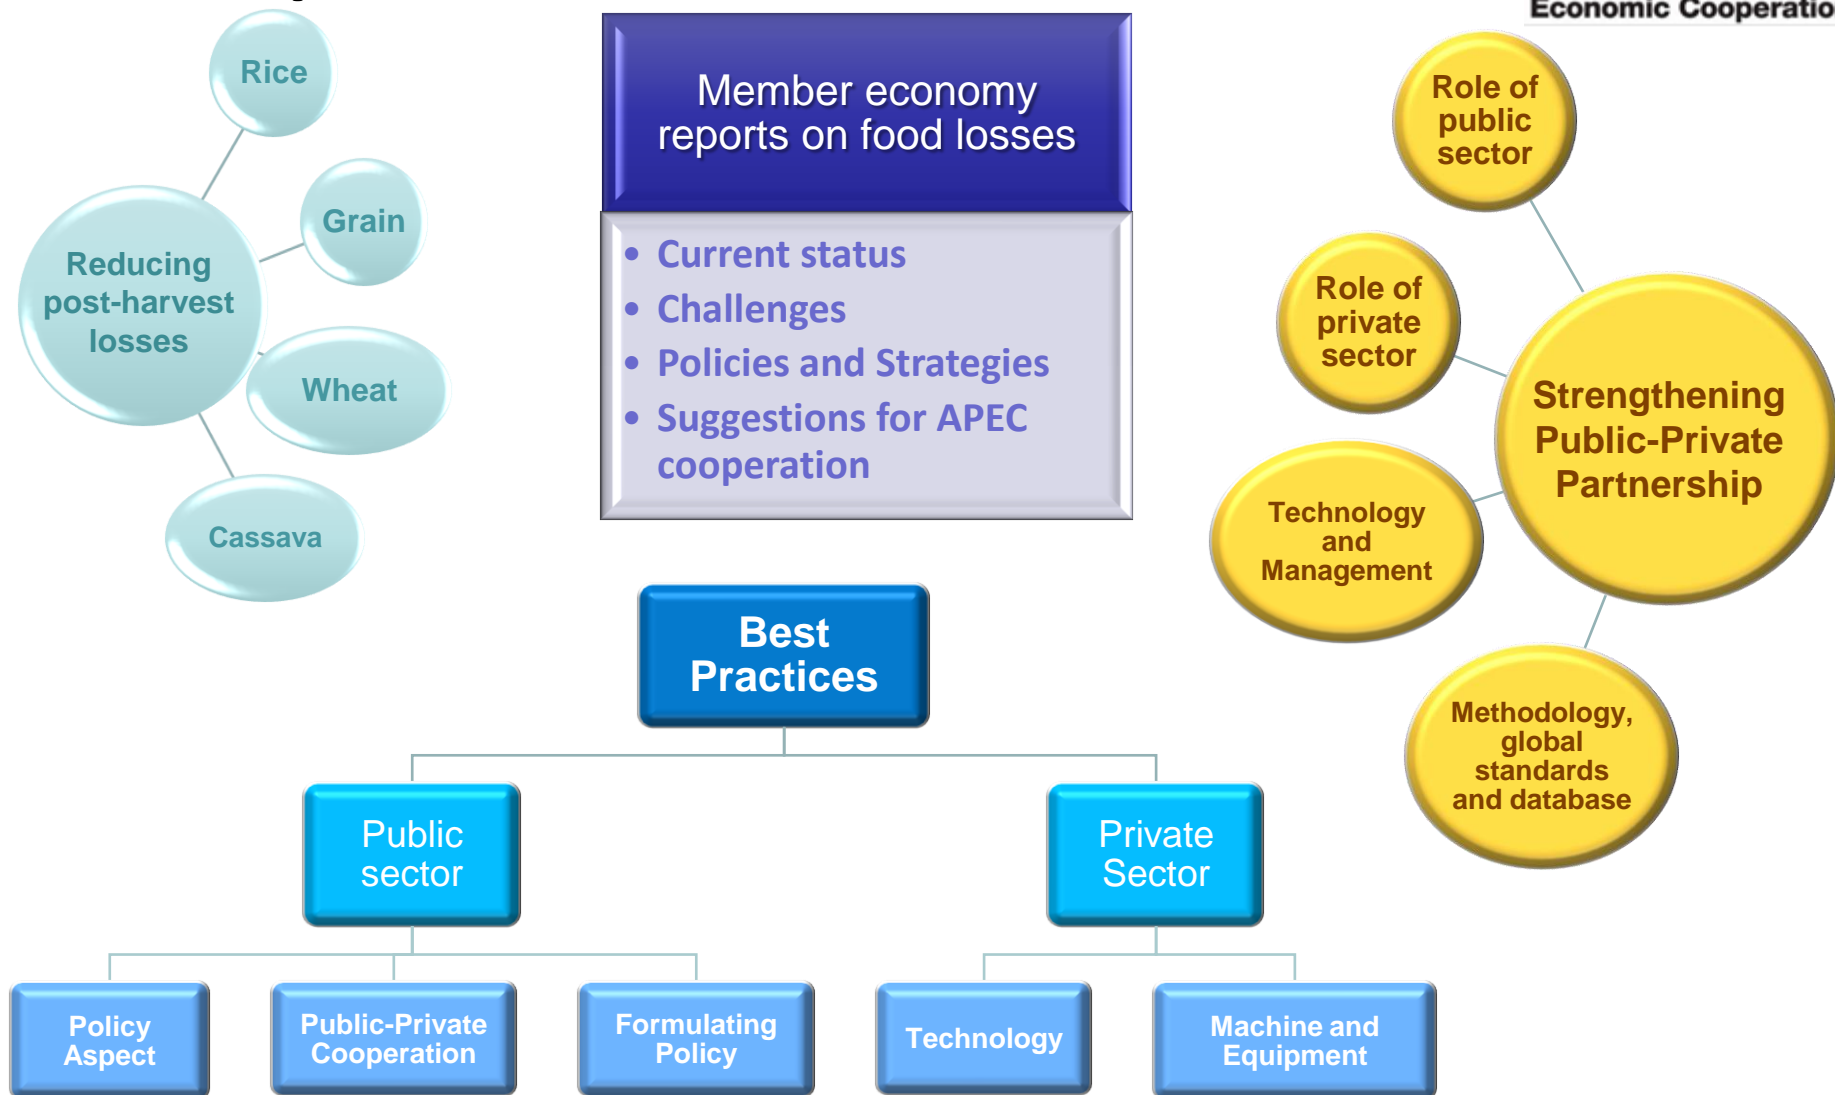 Economic Cooperatio
Rice
Grain
Reducing
post-harvest
losses
Wheat
Cassava
Member economy
reports on food losses
• Current status
• Challenges
• Policies and Strategies
• Suggestions for APEC
cooperation
Role of
public
sector
Role of
private
sector
Strengthening
Public-Private
Partnership
Technology
and
Management
Methodology,
global
standards
and database
Best
Practices
Public
sector
Private
Sector
Policy
Aspect
Public-Private
Cooperation
Formulating
Policy
Technology
Machine and
Equipment